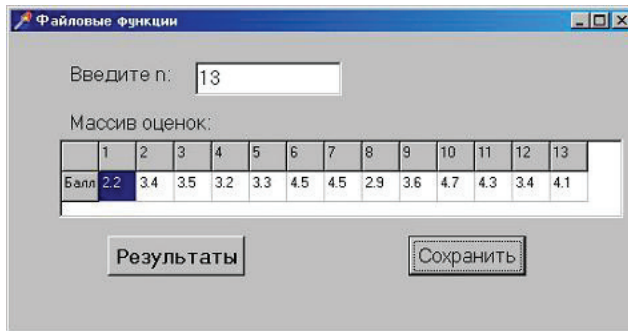 Файловые функции
Введите n: 13
Массив оценок:
1 2 3 4 5 6 7 8 9 10 11 12 13
Балл 2.2 3.4 3.5 3.2 3.3 4.5 4.5 2.9 3.6 4.7 4.3 3.4 4.1
Результаты Сохранить